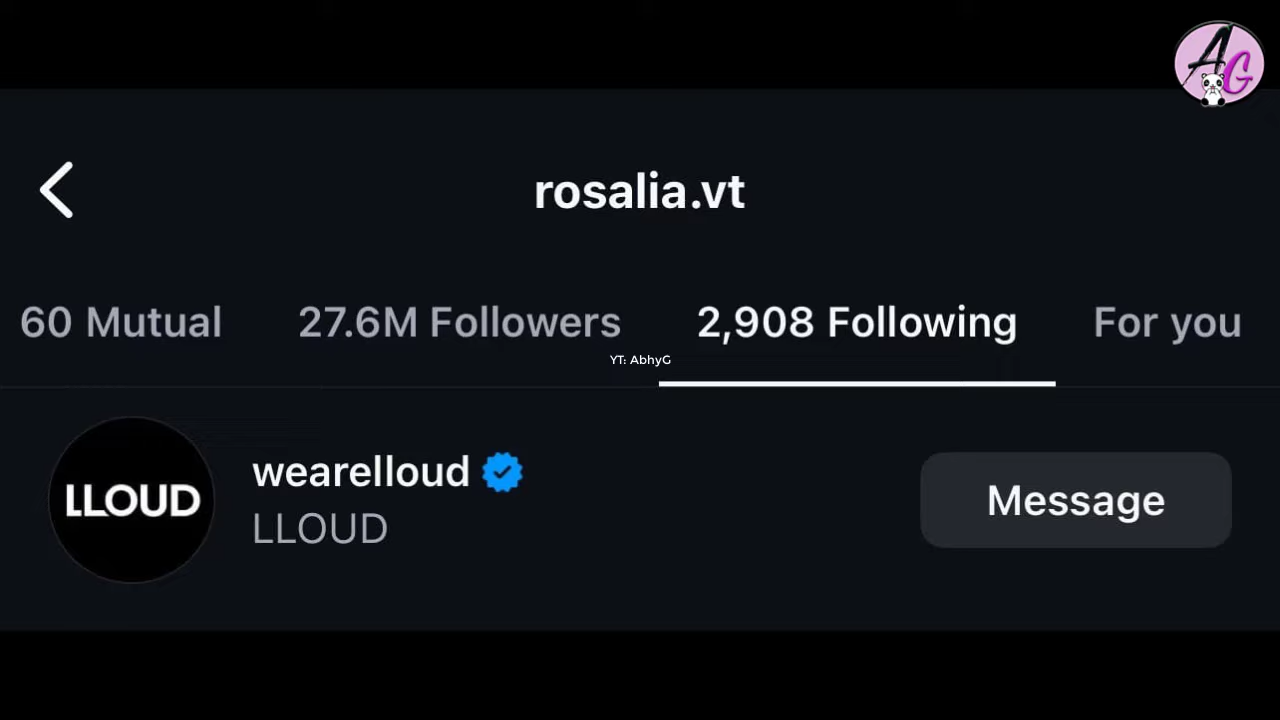 AG
rosalia.vt
60 Mutual 27.6M Followers 2,908 Following For you
YT: AbhyG
LLOUD
wearelloud
LLOUD
Message